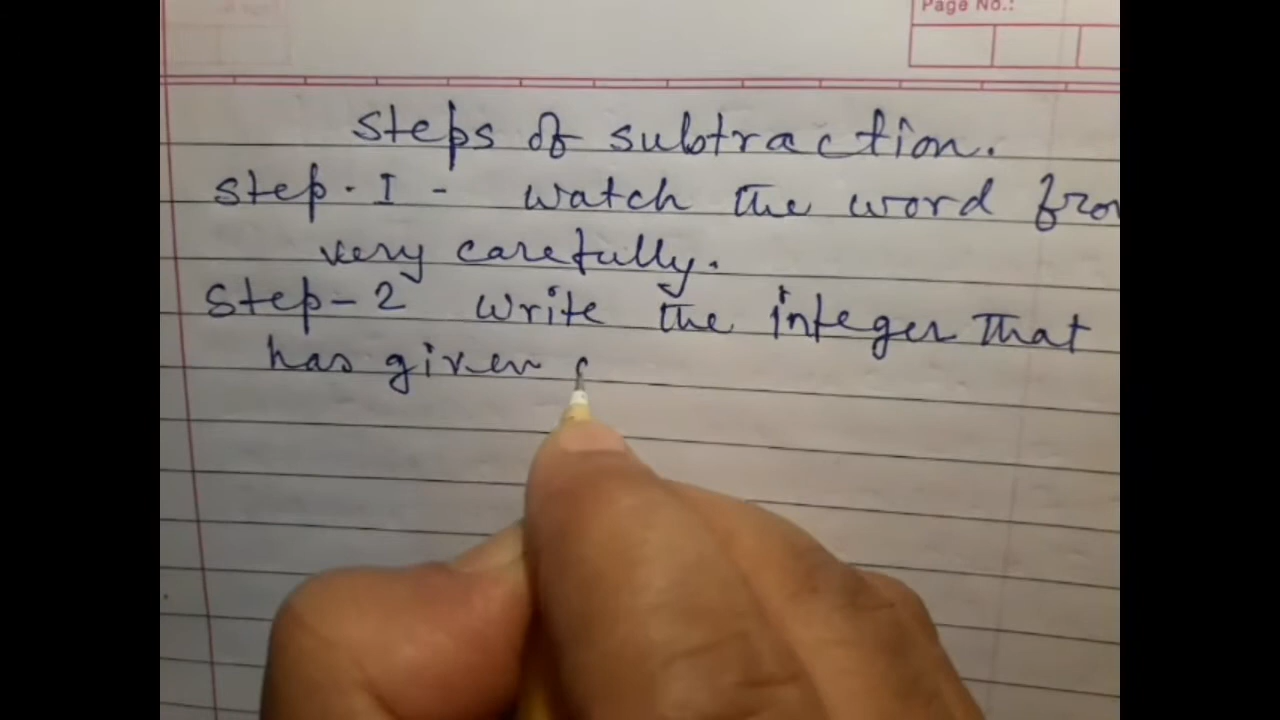 Page No.:
Steps of subtraction.
Step. I - Watch the word from
very carefully.
Step-2 Write the integer that
has given